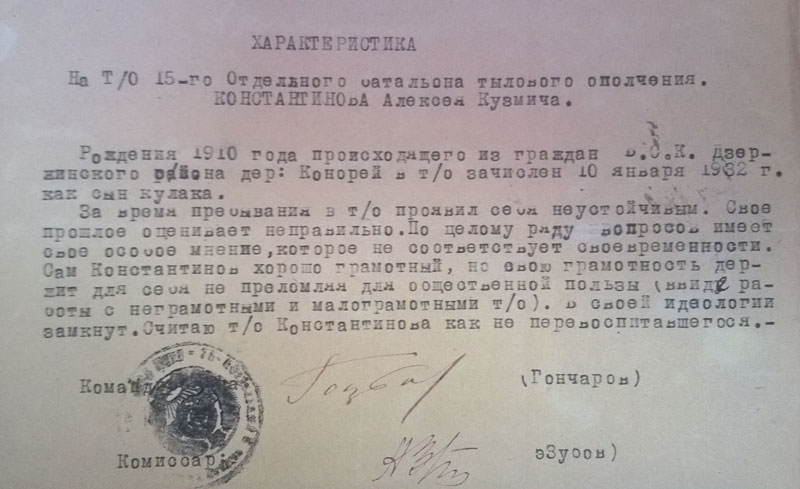 ХАРАКТЕРИСТИКА
На Т/О 15-го Отдельного батальона тылового ополчения.
КОНСТАНТИНОВА Алексея Кузмича.
Рождения 1910 года происходящего из граждан В.С.К. Дзер-
жинского района дер: Конорей в т/о зачислен 10 января 1932 г.
как сын кулака.
За время пребывания в т/о проявил себя неустойчивым. Свое
прошлое оценивает неправильно.По целому ряду вопросов имеет
свое особое мнение,которое не соответствует своевременности.
Сам Константинов хорошо грамотный, но свою грамотность дер-
жит для себя не преломляя для общественной пользы (ввиде ра-
боты с неграмотными и малограмотными т/о). В своей идеологии
замкнут.Считаю т/о Константинова как не перевоспитавшегося.-
(Гончаров)
Комиссар: